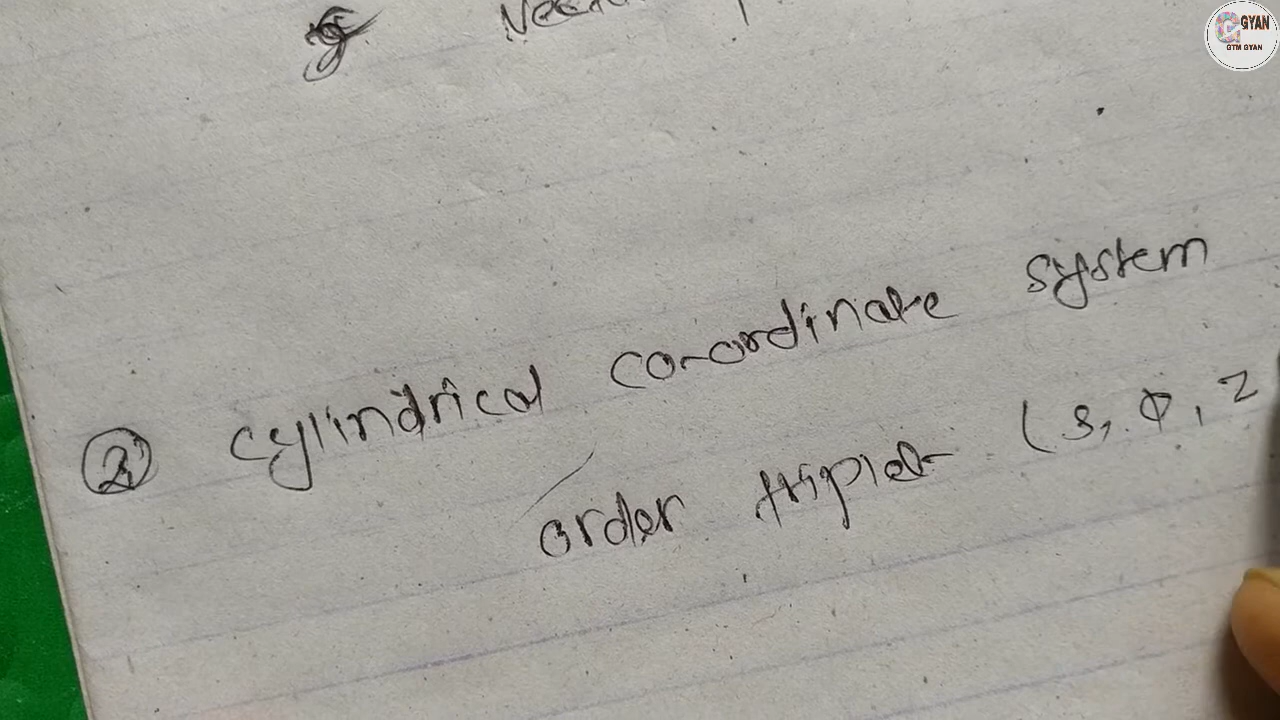 GYAN
GTM GYAN
② cylindrical co-ordinate system
order triplet (s, Φ, z